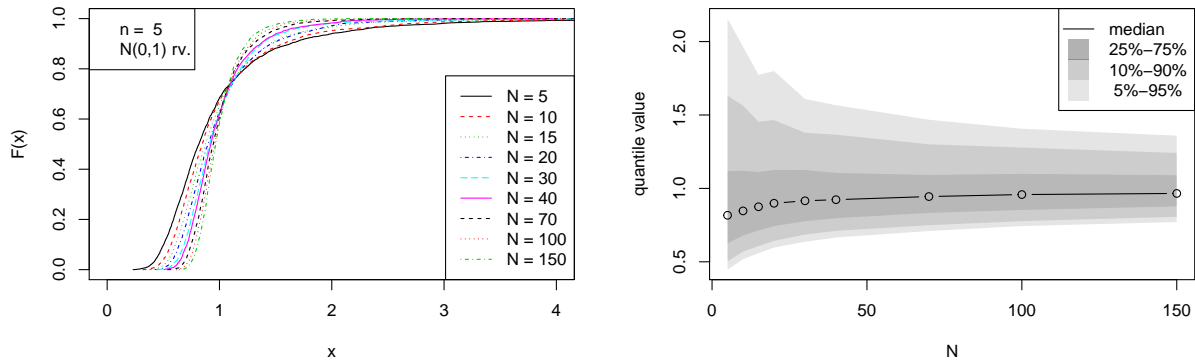 n = 5
N(0,1) rv.
F(x)
1.0
0.8
0.6
0.4
0.2
0.0
N = 5
N = 10
N = 15
N = 20
N = 30
N = 40
N = 70
N = 100
N = 150
0 1 2 3 4
x
quantile value
2.0
1.5
1.0
0.5
median
25%−75%
10%−90%
5%−95%
0 50 100 150
N